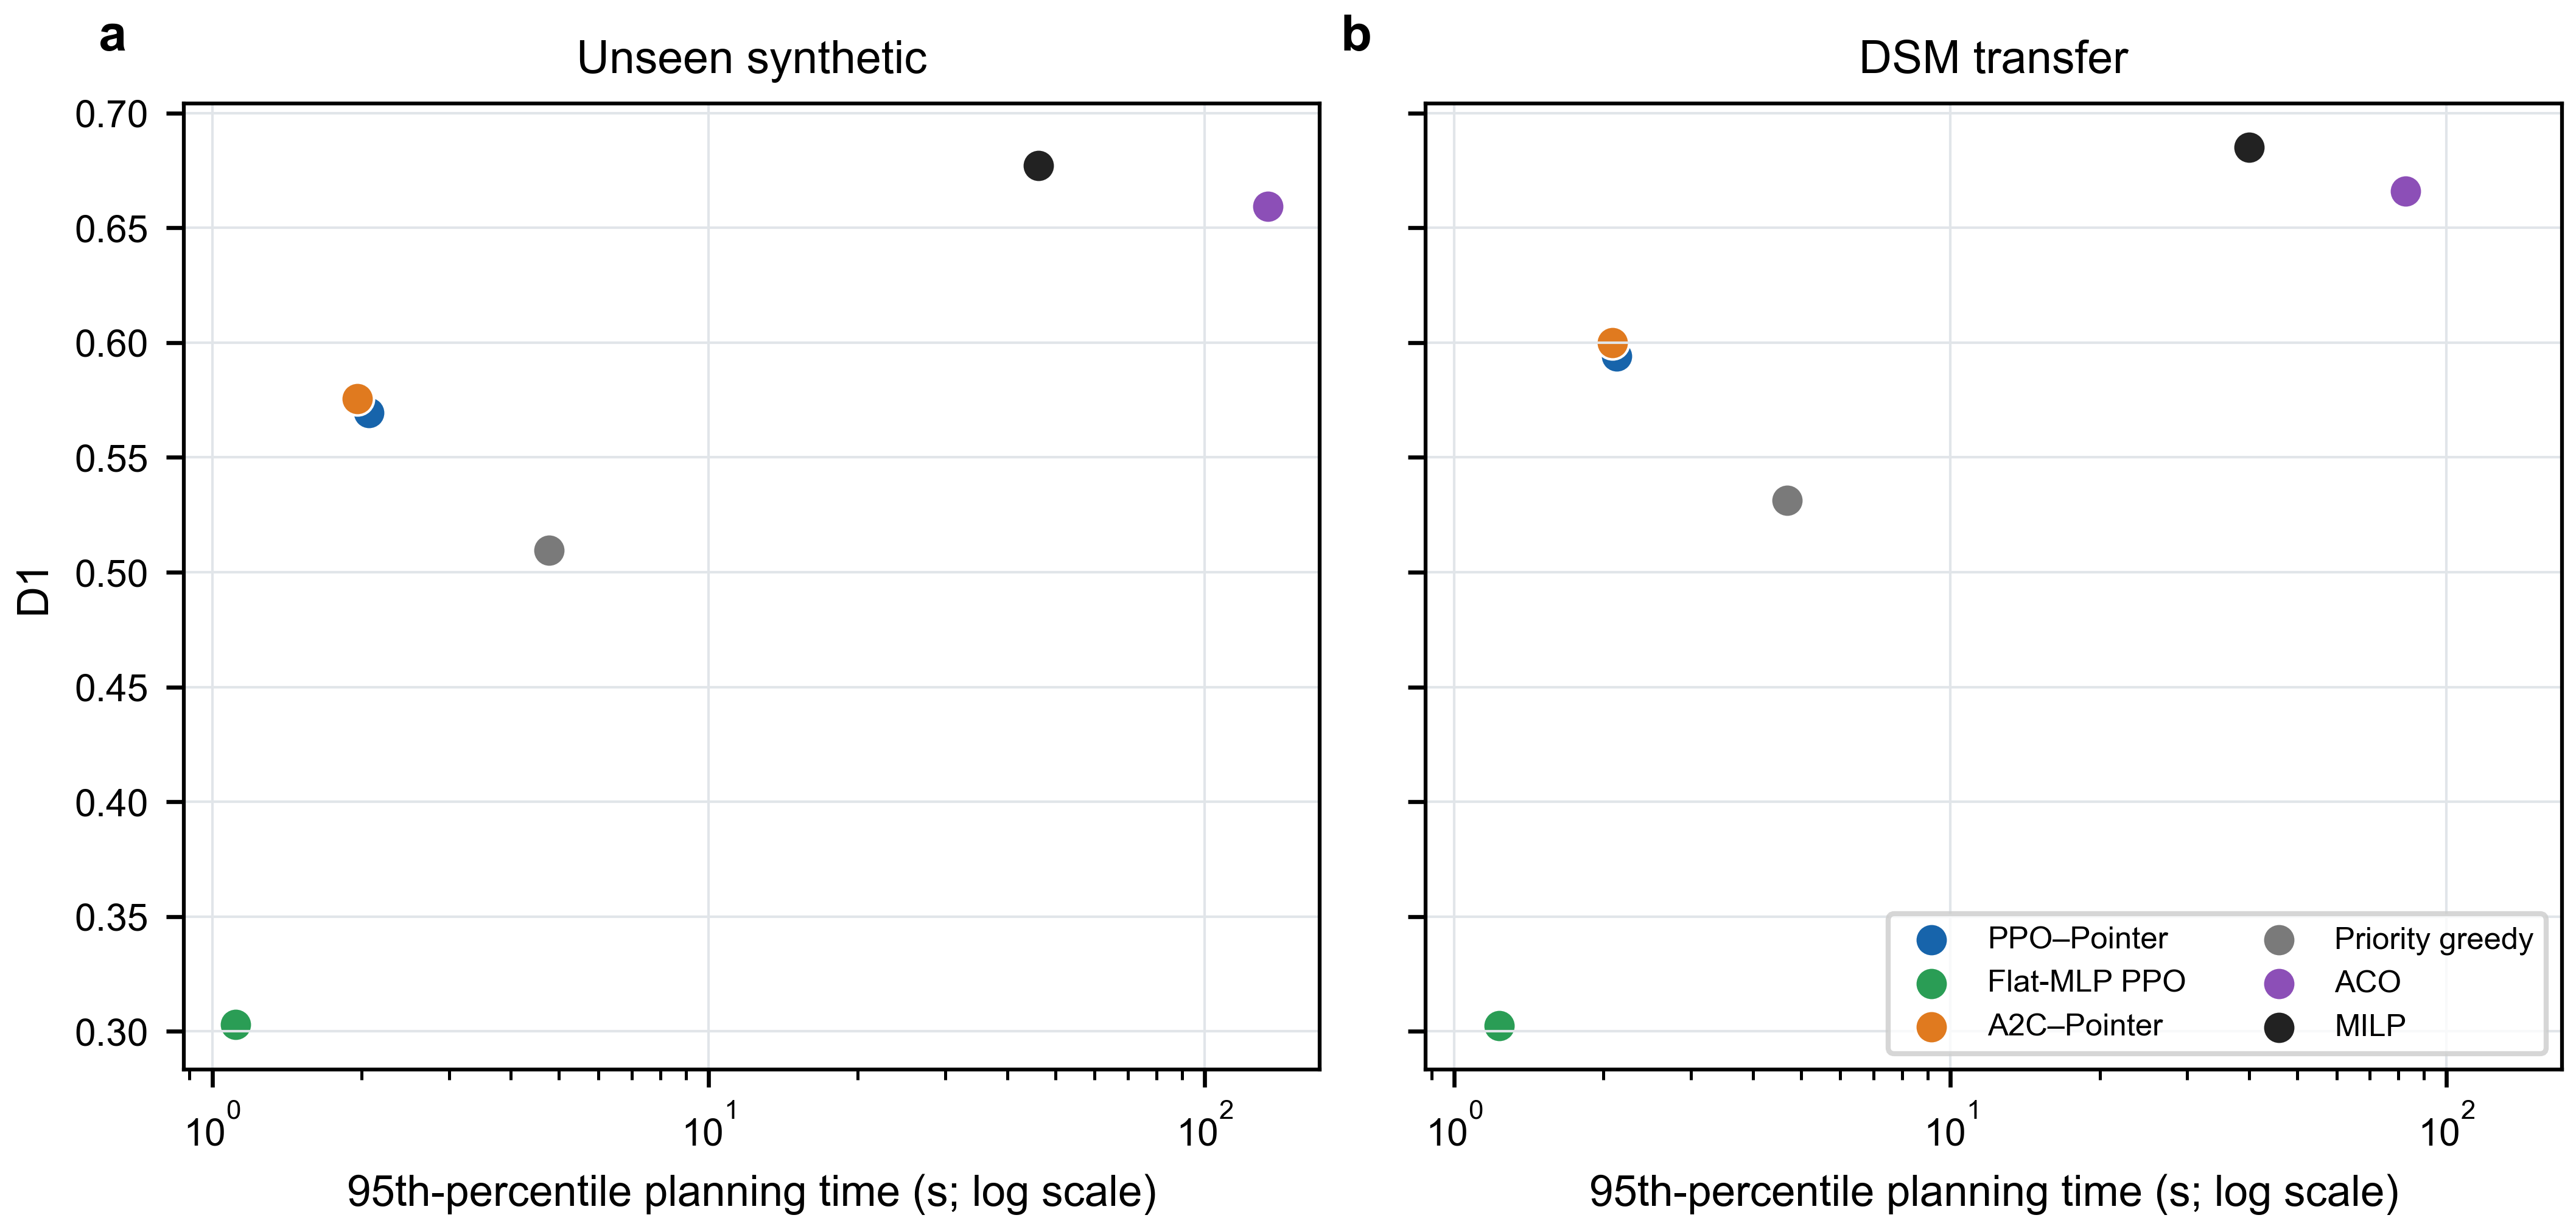 a
Unseen synthetic
0.70
0.65
0.60
0.55
0.50
0.45
0.40
0.35
0.30
D1
10^0 10^1 10^2
95th-percentile planning time (s; log scale)
b
DSM transfer
PPO–Pointer
Flat-MLP PPO
A2C–Pointer
Priority greedy
ACO
MILP
10^0 10^1 10^2
95th-percentile planning time (s; log scale)